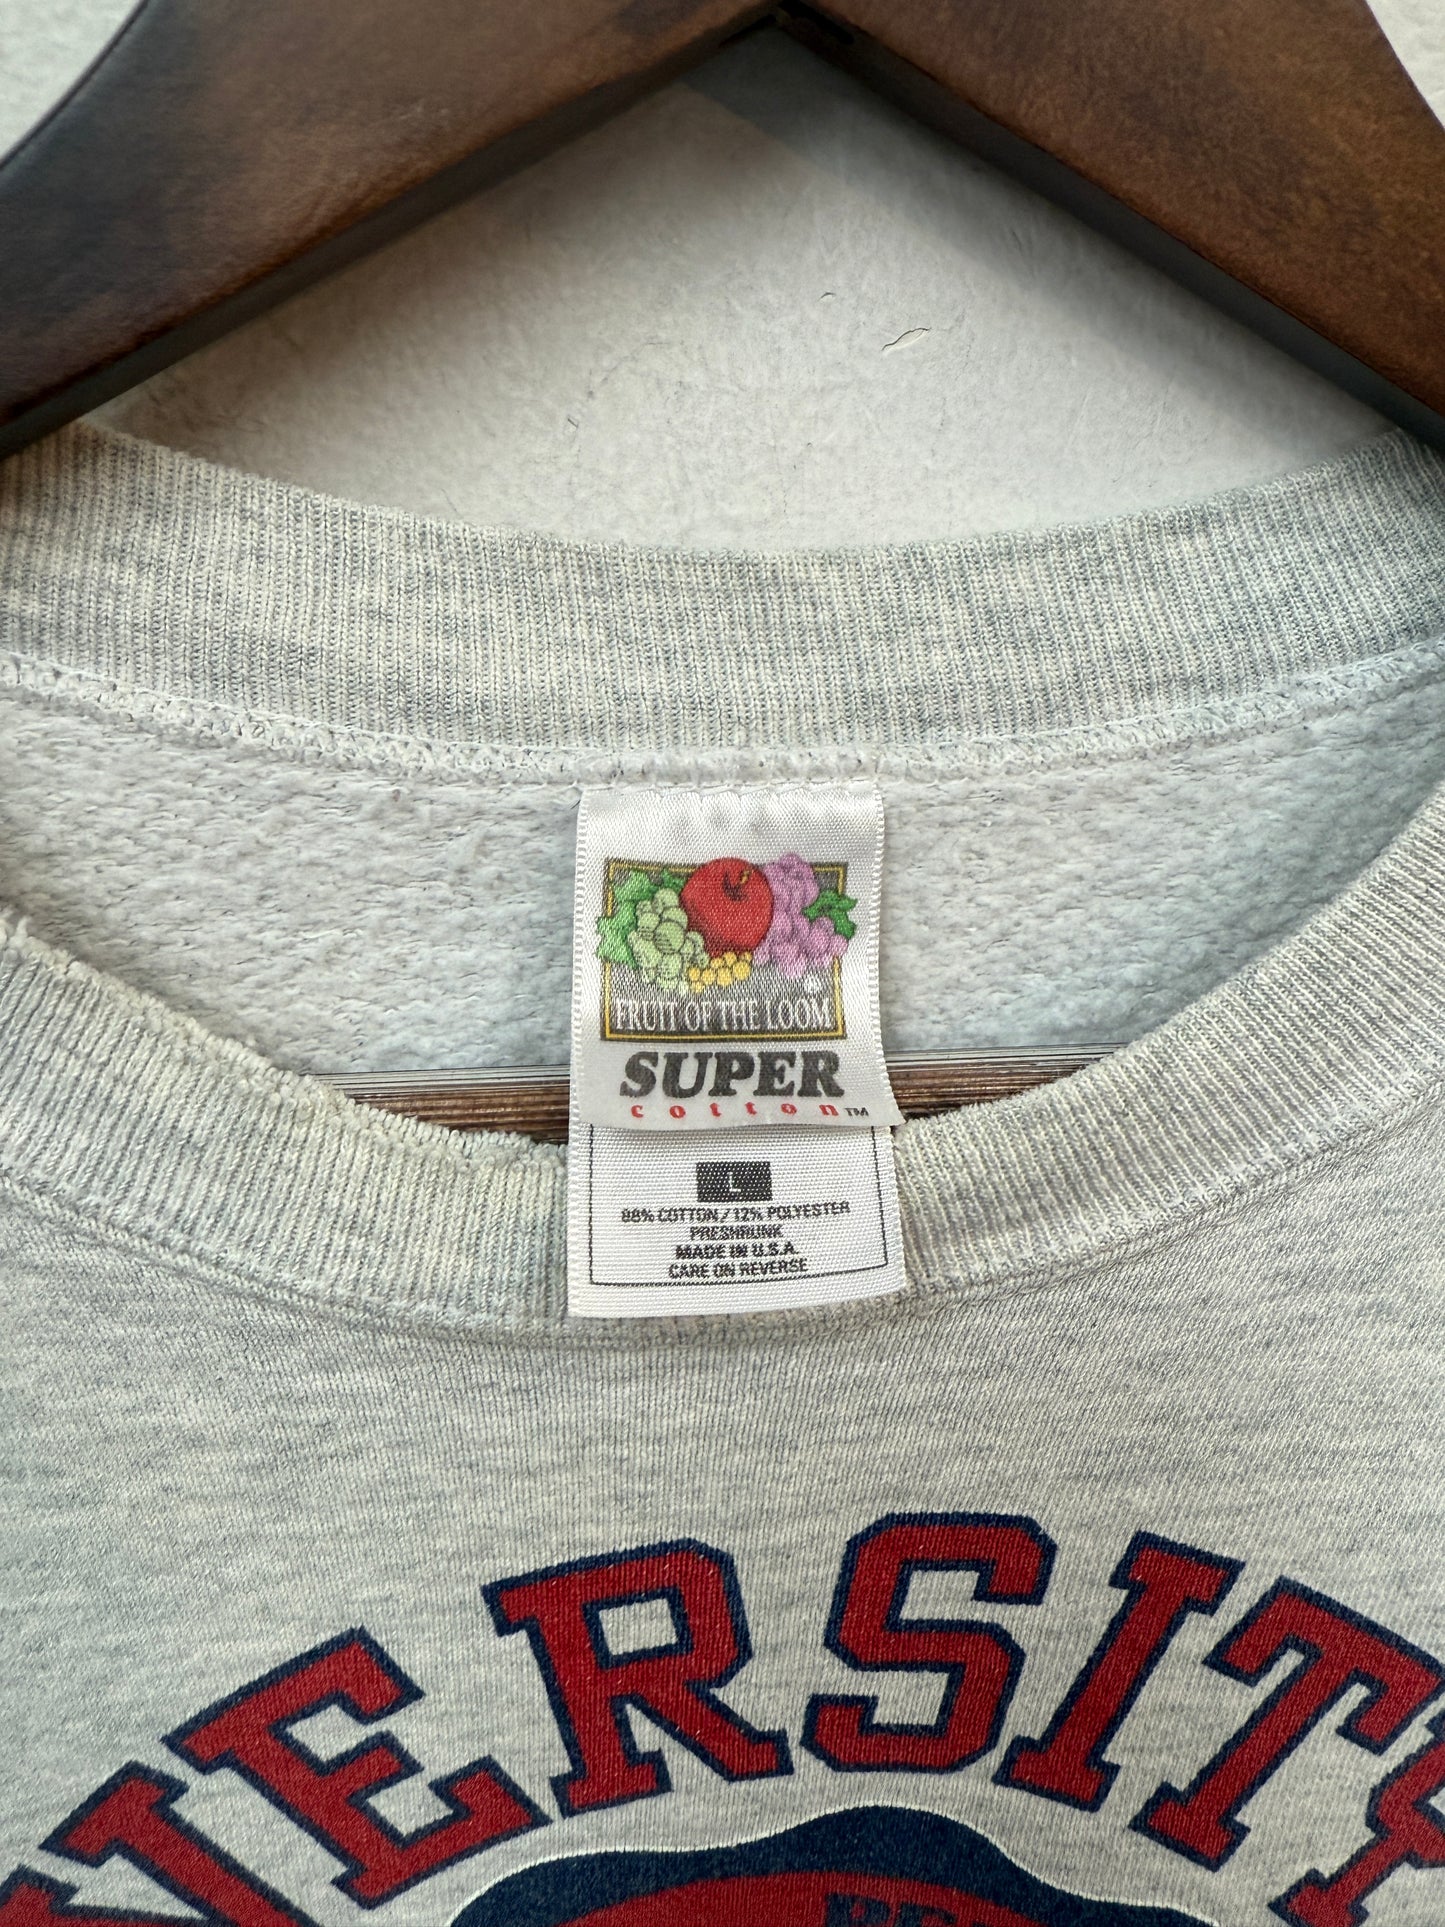 FRUIT OF THE LOOM
SUPER
cotton™
L
88% COTTON / 12% POLYESTER
PRESHRUNK
MADE IN U.S.A.
CARE ON REVERSE
VERSIT